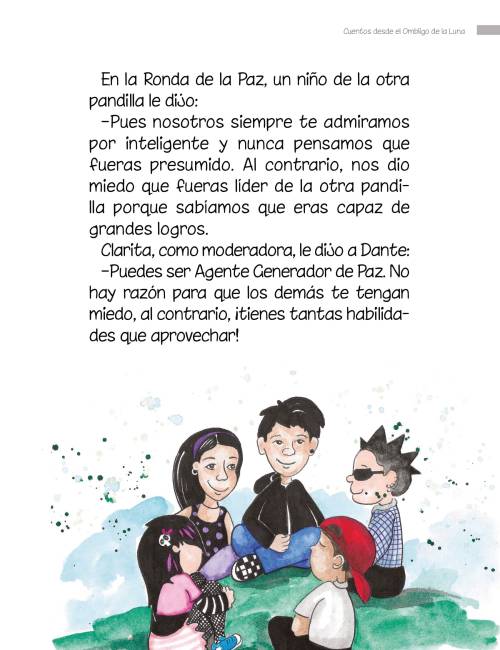 Cuentos desde el Ombligo de la Luna
En la Ronda de la Paz, un niño de la otra
pandilla le dijo:
-Pues nosotros siempre te admiramos
por inteligente y nunca pensamos que
fueras presumido. Al contrario, nos dio
miedo que fueras líder de la otra pandi-
lla porque sabíamos que eras capaz de
grandes logros.
Clarita, como moderadora, le dijo a Dante:
-Puedes ser Agente Generador de Paz. No
hay razón para que los demás te tengan
miedo, al contrario, ¡tienes tantas habilida-
des que aprovechar!